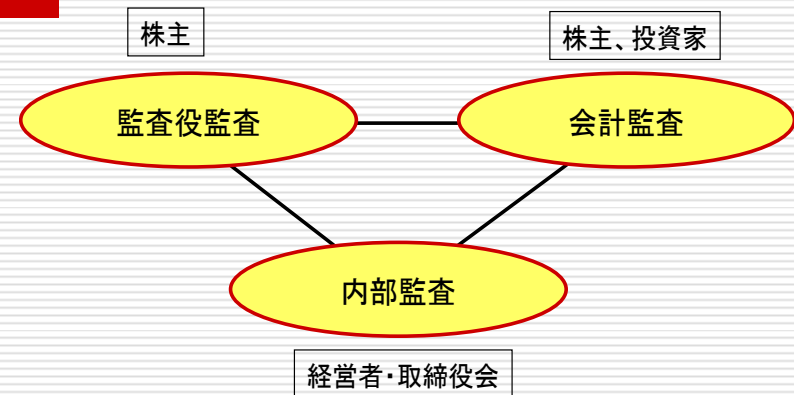 株主
株主、投資家
監査役監査
会計監査
内部監査
経営者・取締役会